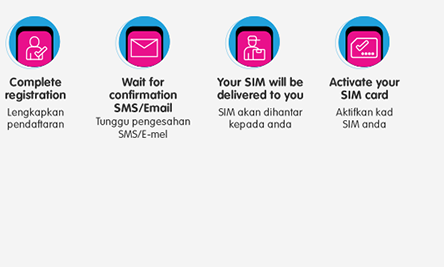 Complete
registration
Lengkapkan
pendaftaran
Wait for
confirmation
SMS/Email
Tunggu pengesahan
SMS/E-mel
Your SIM will be
delivered to you
SIM akan dihantar
kepada anda
Activate your
SIM card
Aktifkan kad
SIM anda